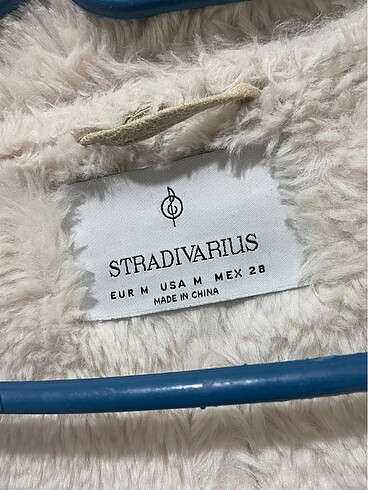 STRADIVARIUS
EUR M USA M MEX 28
MADE IN CHINA